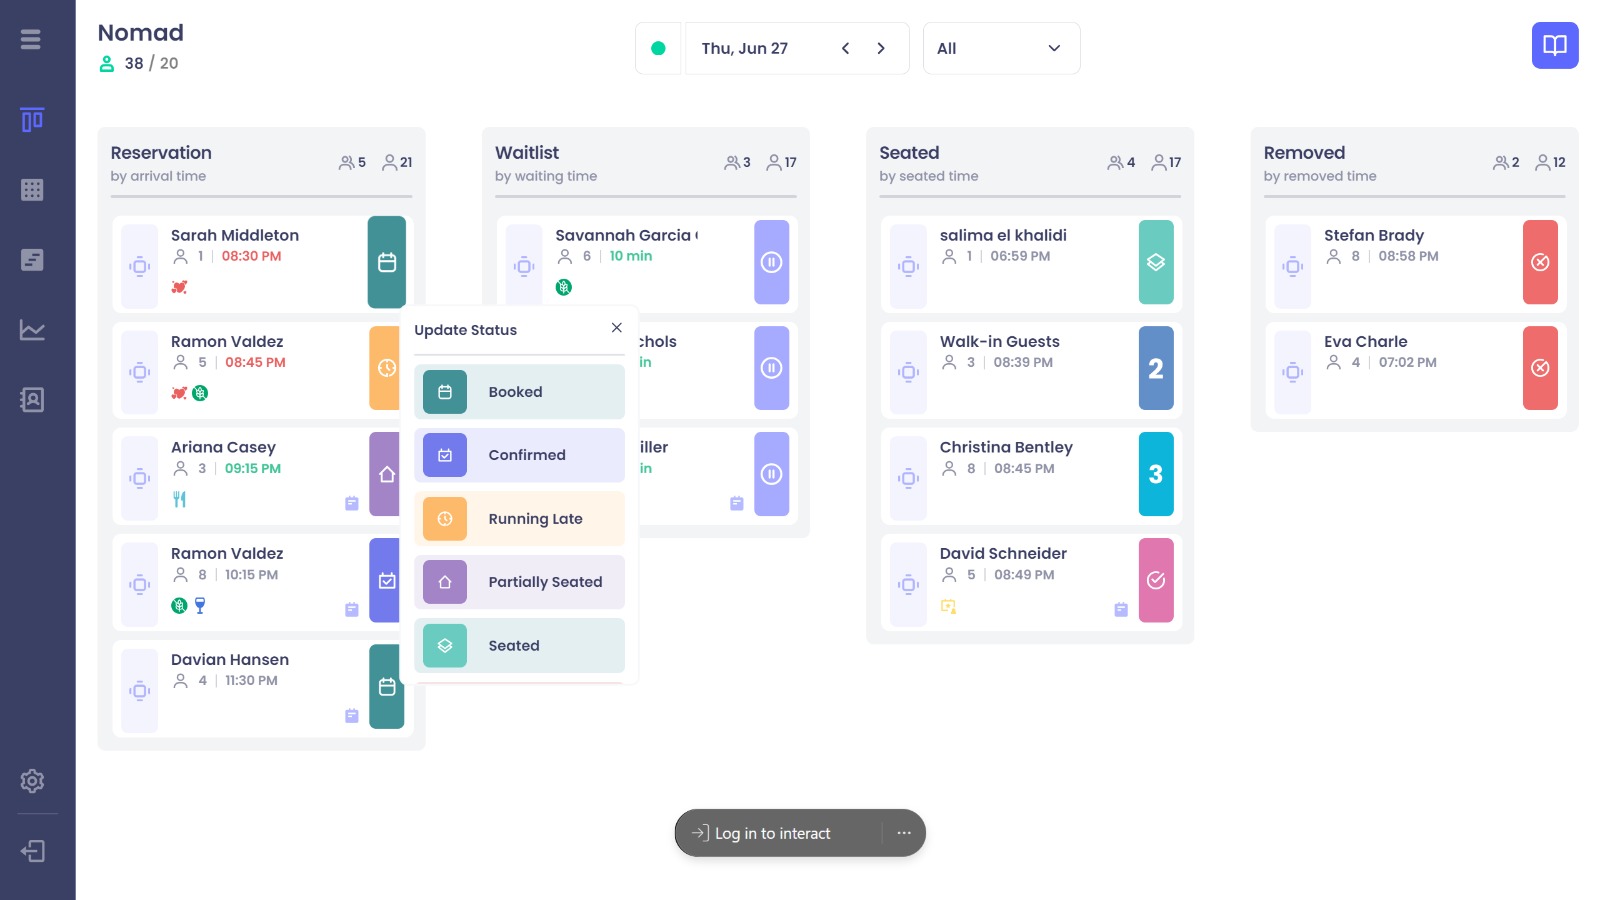 Nomad
38 / 20
Thu, Jun 27
All
Reservation
by arrival time
5 21
Sarah Middleton
1 | 08:30 PM
Ramon Valdez
5 | 08:45 PM
Ariana Casey
3 | 09:15 PM
Ramon Valdez
8 | 10:15 PM
Davian Hansen
4 | 11:30 PM
Waitlist
by waiting time
3 17
Savannah Garcia
6 | 10 min
chols
in
iller
in
Update Status
Booked
Confirmed
Running Late
Partially Seated
Seated
Seated
by seated time
4 17
salima el khalidi
1 | 06:59 PM
Walk-in Guests
3 | 08:39 PM
2
Christina Bentley
8 | 08:45 PM
3
David Schneider
5 | 08:49 PM
Removed
by removed time
2 12
Stefan Brady
8 | 08:58 PM
Eva Charle
4 | 07:02 PM
Log in to interact